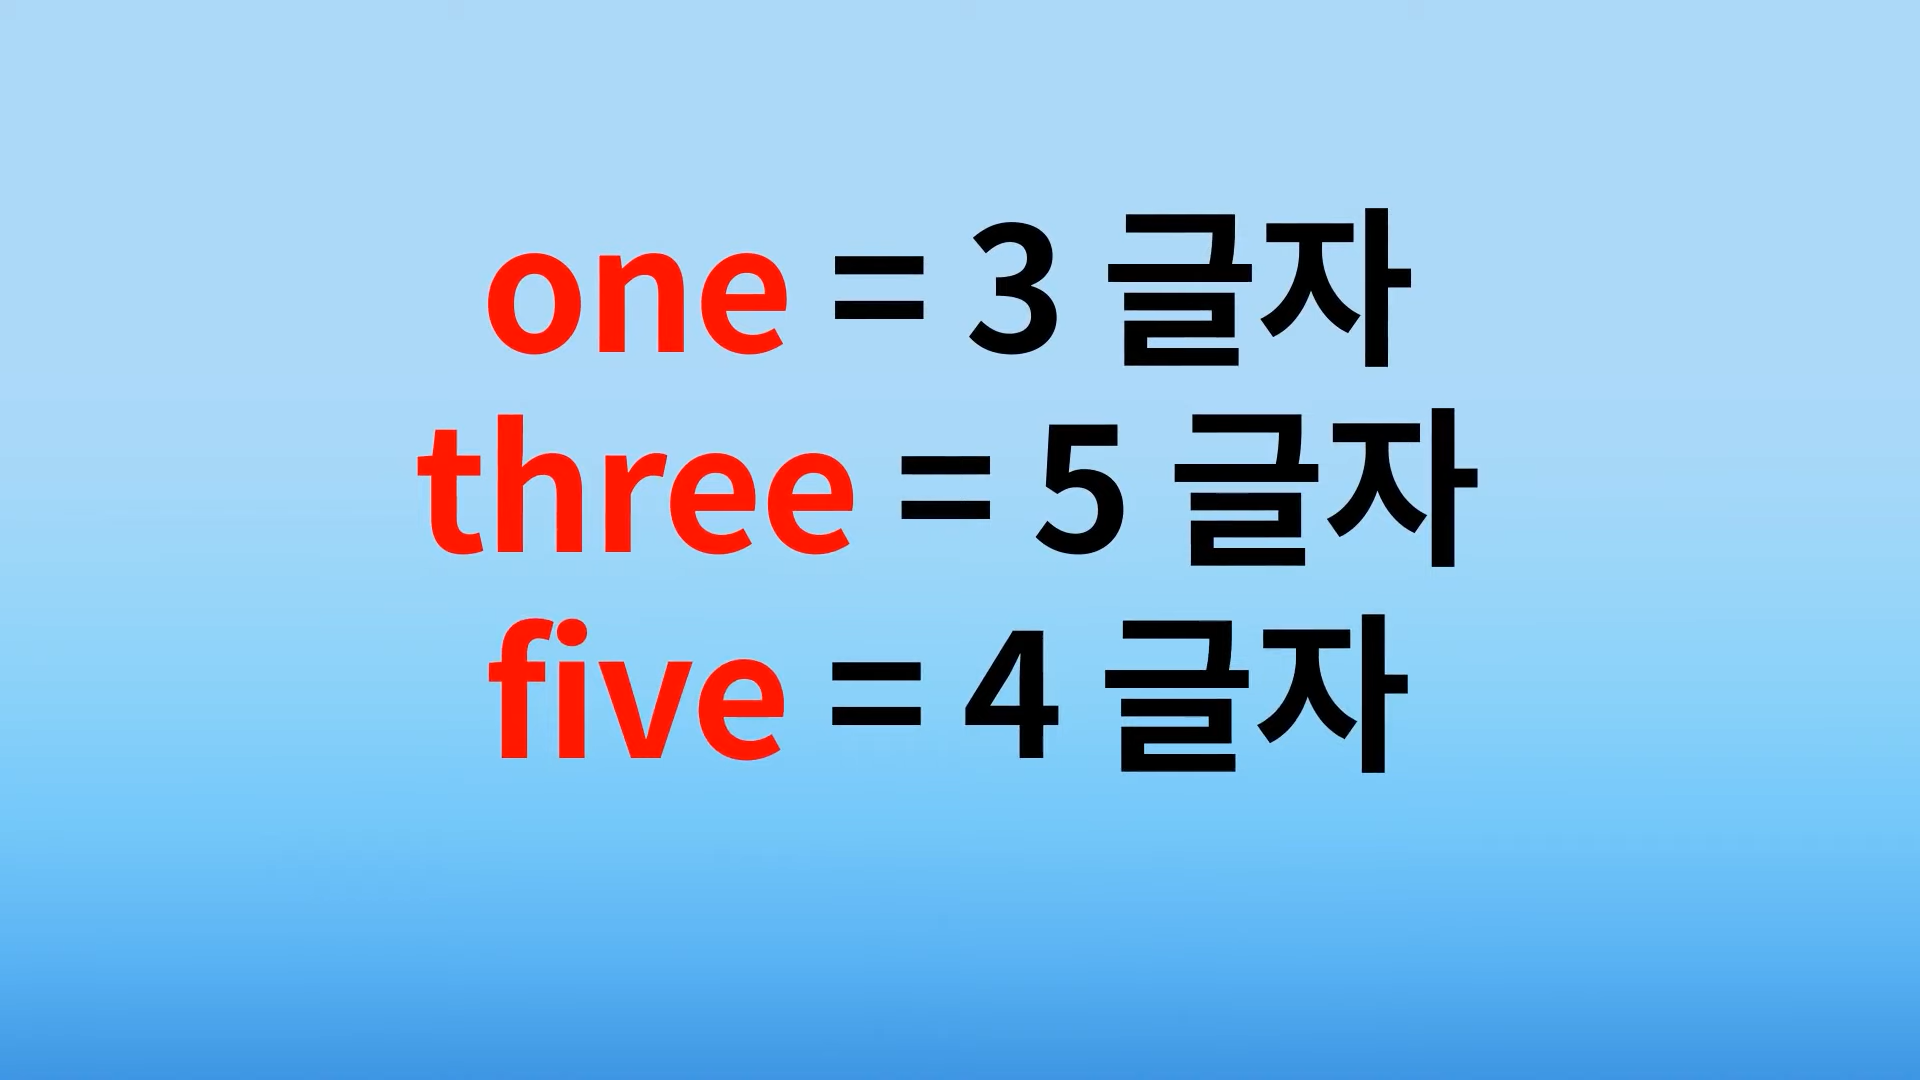 one = 3 글자
three = 5 글자
five = 4 글자